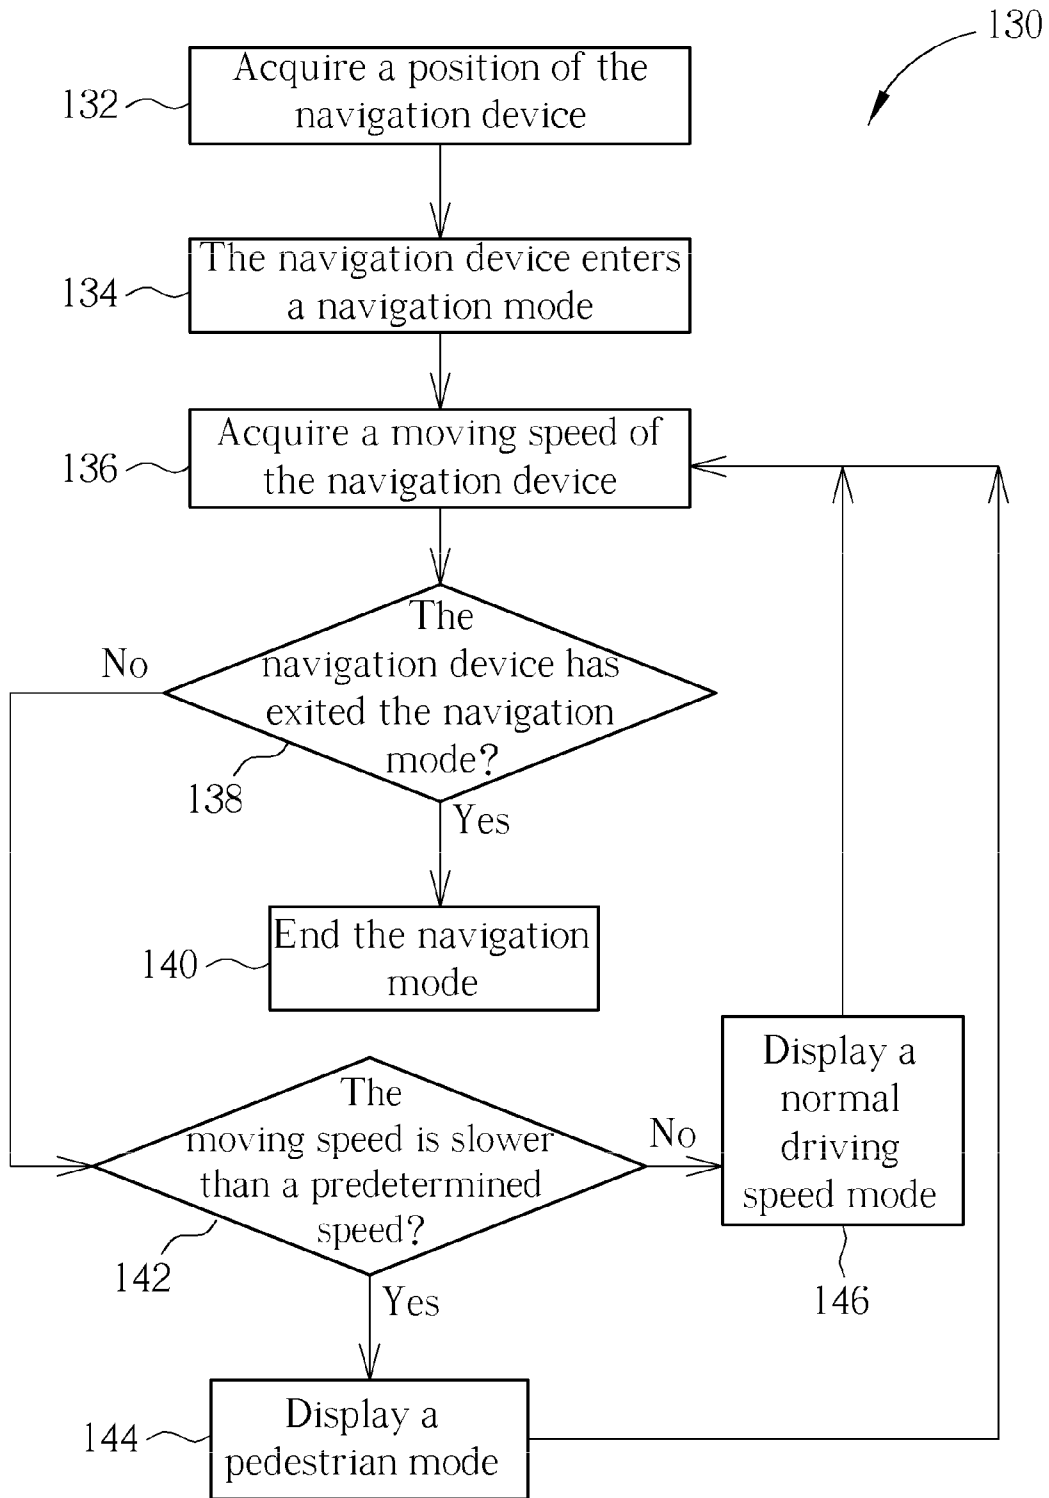 130
Acquire a position of the
navigation device
132
The navigation device enters
a navigation mode
134
Acquire a moving speed of
the navigation device
136
The
navigation device has
exited the navigation
mode?
No
138
Yes
End the navigation
mode
140
The
moving speed is slower
than a predetermined
speed?
No
142
Yes
Display a
normal
driving
speed mode
146
Display a
pedestrian mode
144